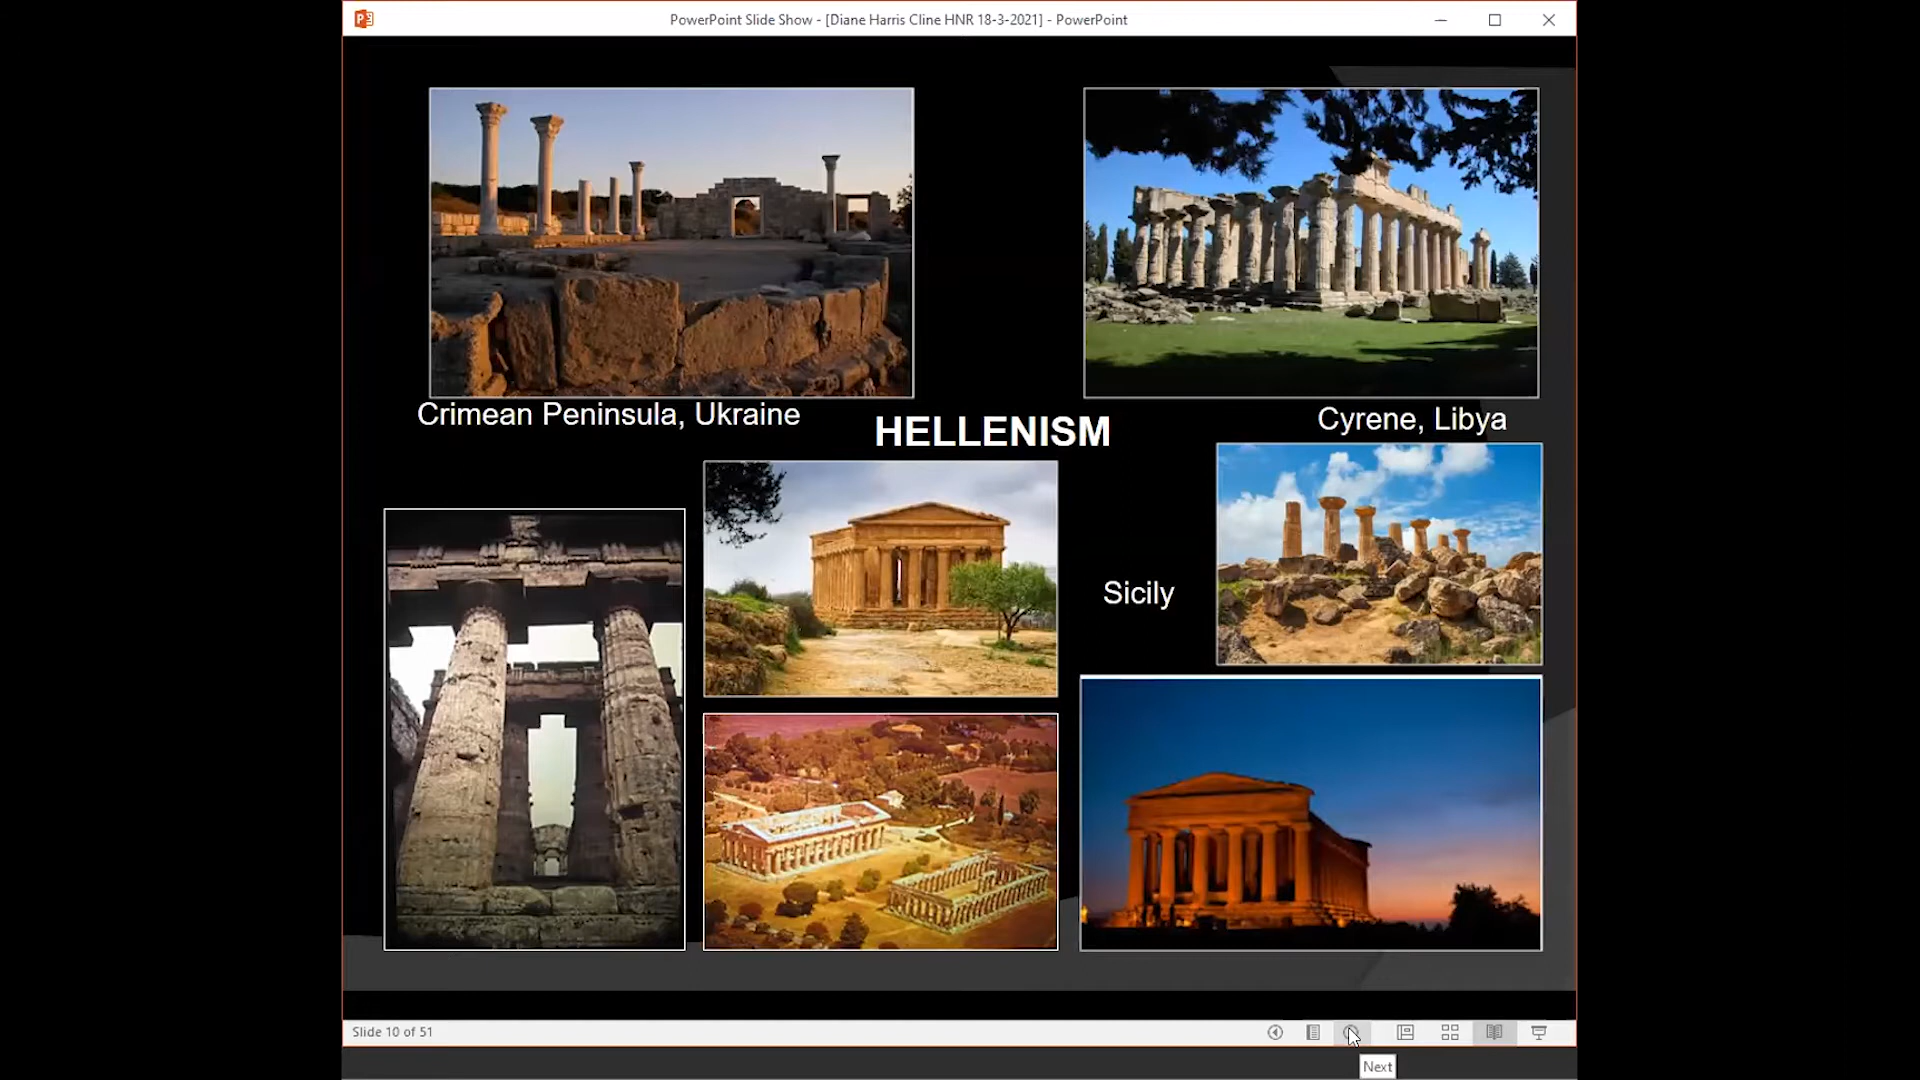 PowerPoint Slide Show - [Diane Harris Cline HNR 18-3-2021] - PowerPoint
Crimean Peninsula, Ukraine
HELLENISM
Cyrene, Libya
Sicily
Slide 10 of 51
Next